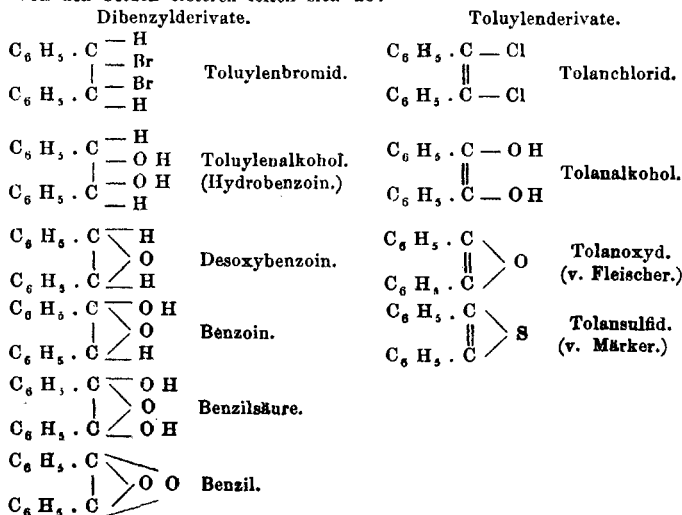 Dibenzylderivate.
C6 H5 . C — H
— Br
C6 H5 . C — Br
— H
Toluylenbromid.
C6 H5 . C — H
— O H
C6 H5 . C — O H
— H
Toluylenalkohol.
(Hydrobenzoin.)
C6 H5 . C H
O
C6 H5 . C H
Desoxybenzoin.
C6 H5 . C O H
O
C6 H5 . C H
Benzoin.
C6 H5 . C O H
O
C6 H5 . C O H
Benzilsäure.
C6 H5 . C
O O
C6 H5 . C
Benzil.
Toluylenderivate.
C6 H5 . C — Cl
||
C6 H5 . C — Cl
Tolanchlorid.
C6 H5 . C — O H
||
C6 H5 . C — O H
Tolanalkohol.
C6 H5 . C
|| O
C6 H5 . C
Tolanoxyd.
(v. Fleischer.)
C6 H5 . C
|| S
C6 H5 . C
Tolansulfid.
(v. Märker.)